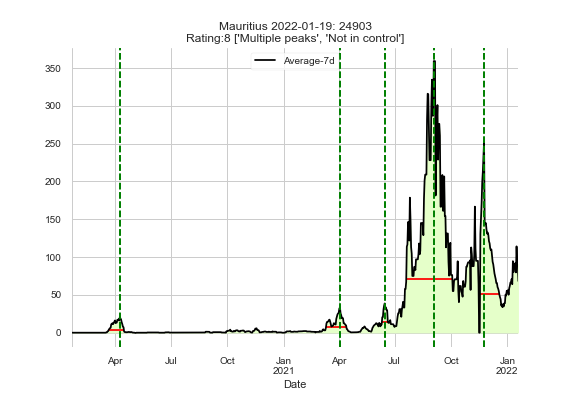 Mauritius 2022-01-19: 24903
Rating:8 ['Multiple peaks', 'Not in control']
Average-7d
350
300
250
200
150
100
50
0
Apr Jul Oct Jan Apr Jul Oct Jan
2021 2022
Date